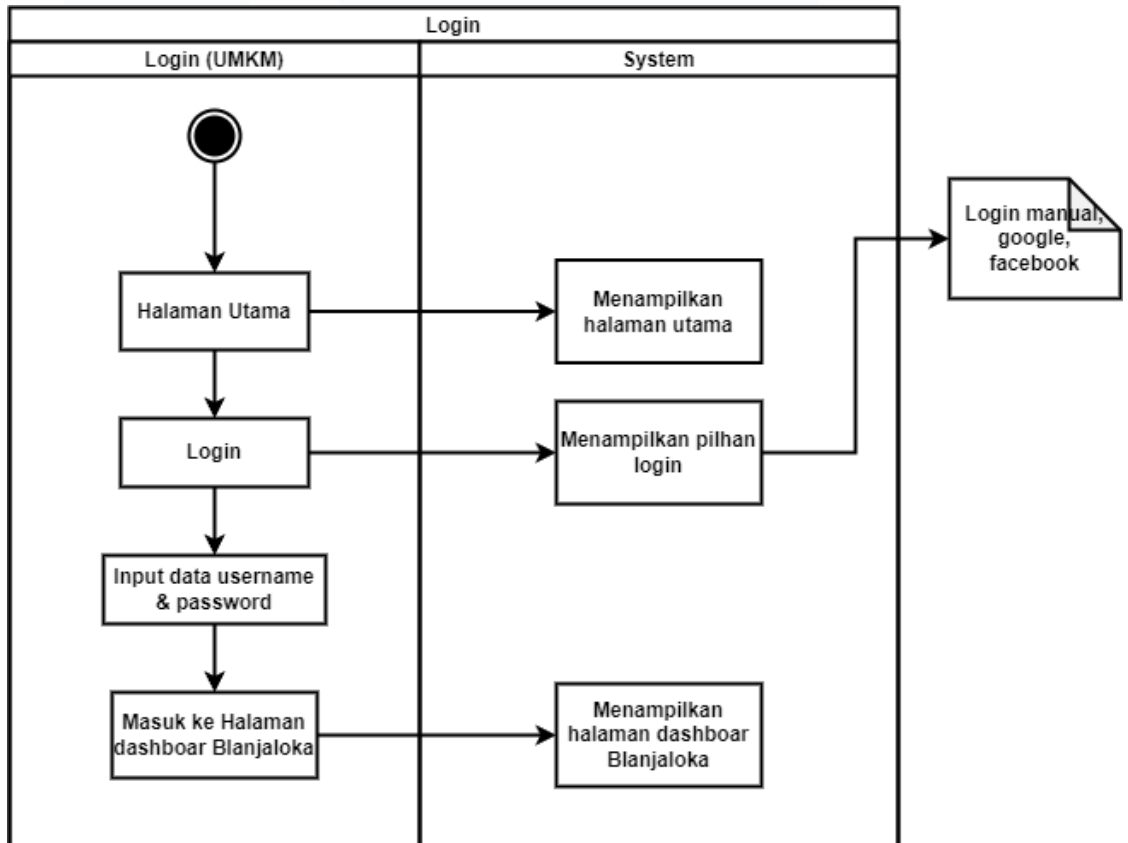 Login
Login (UMKM)
System
Halaman Utama
Menampilkan
halaman utama
Login manual,
google,
facebook
Login
Menampilkan pilhan
login
Input data username
& password
Masuk ke Halaman
dashboar Blanjaloka
Menampilkan
halaman dashboar
Blanjaloka